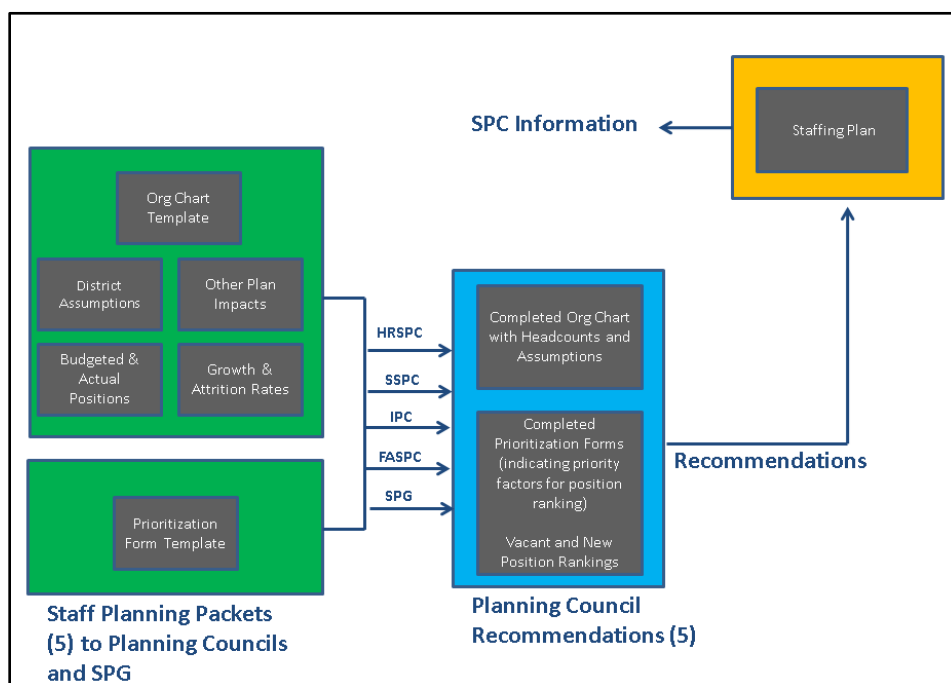 SPC Information
Staffing Plan
Org Chart
Template
District
Assumptions
Other Plan
Impacts
Budgeted &
Actual
Positions
Growth &
Attrition Rates
Prioritization
Form Template
Staff Planning Packets
(5) to Planning Councils
and SPG
HRSPC
SSPC
IPC
FASPC
SPG
Completed Org Chart
with Headcounts and
Assumptions
Completed
Prioritization Forms
(indicating priority
factors for position
ranking)
Vacant and New
Position Rankings
Planning Council
Recommendations (5)
Recommendations